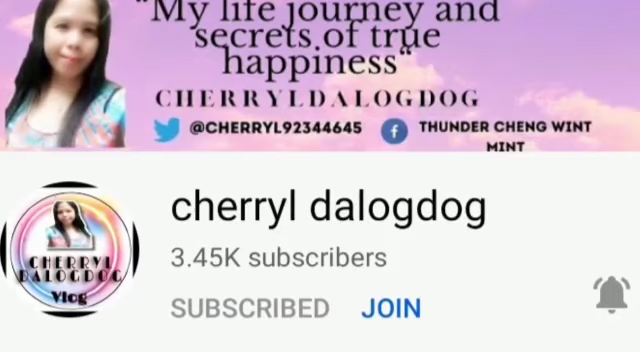 "My life journey and
secrets of true
happiness"
CHERRYLDALOGDOG
@CHERRYL92344645
THUNDER CHENG WINT
MINT
CHERRYL
DALOGDOG
Vlog
cherryl dalogdog
3.45K subscribers
SUBSCRIBED JOIN